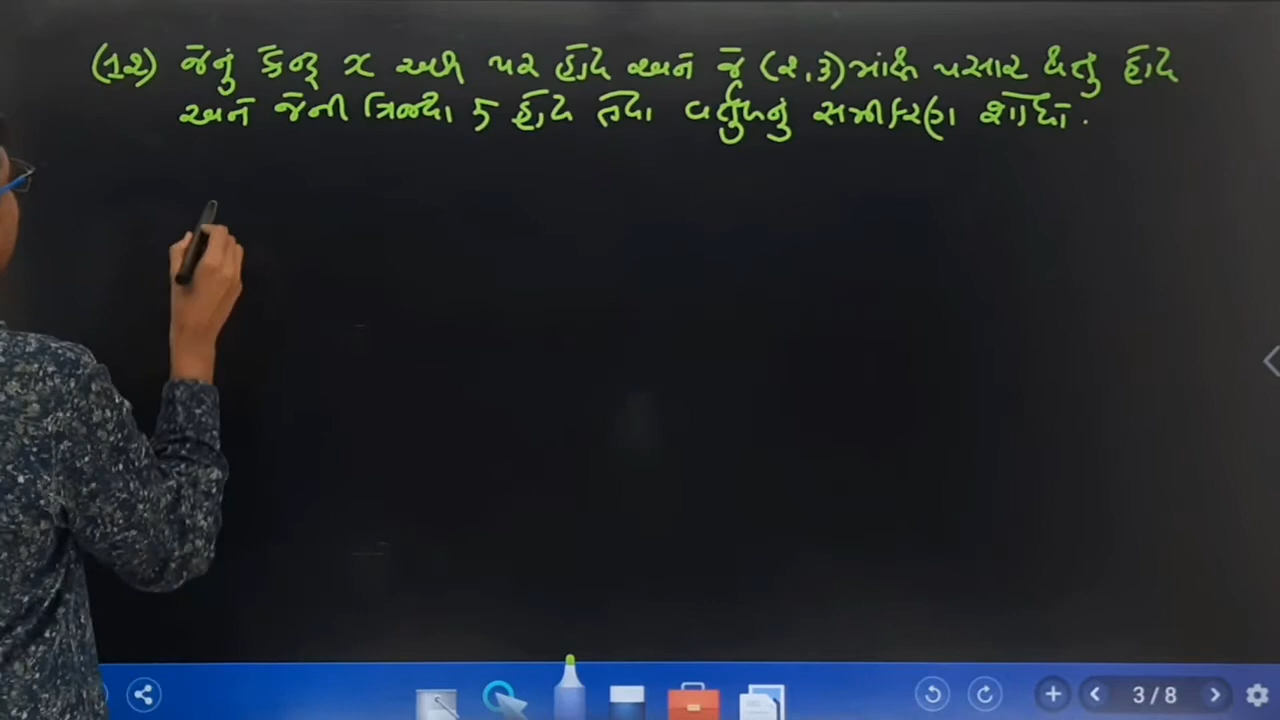 (12) જેનું કેન્દ્ર x અક્ષ પર હોય અને જે (2,3)માંથી પસાર થતું હોય
અને જેની ત્રિજ્યા 5 હોય તેવા વર્તુળનું સમીકરણ શોધો.
3 / 8